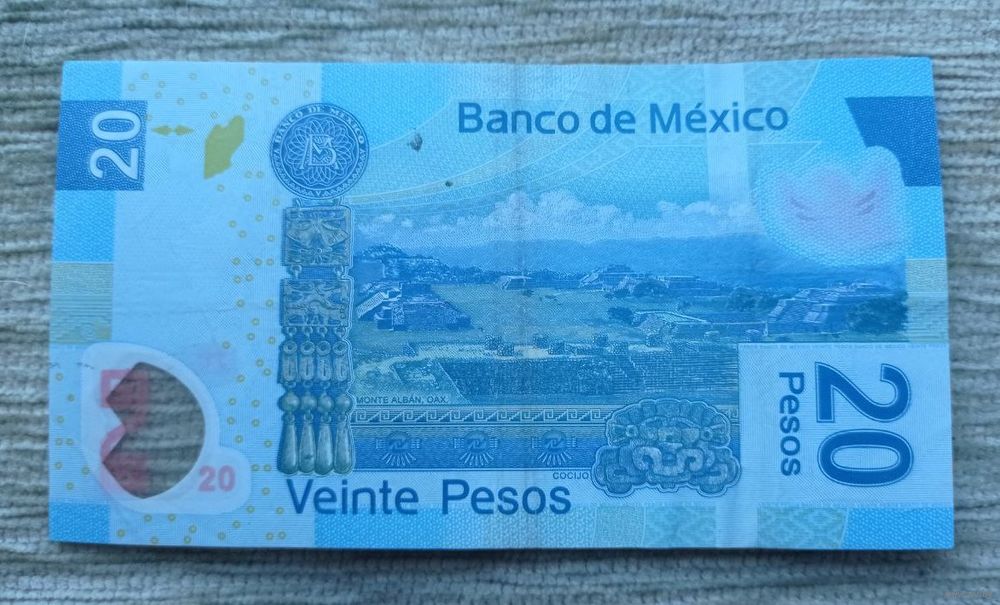 20
BANCO DE MÉXICO
Banco de México
MONTE ALBÁN, OAX.
COCIJO
20
Pesos
20
Veinte Pesos